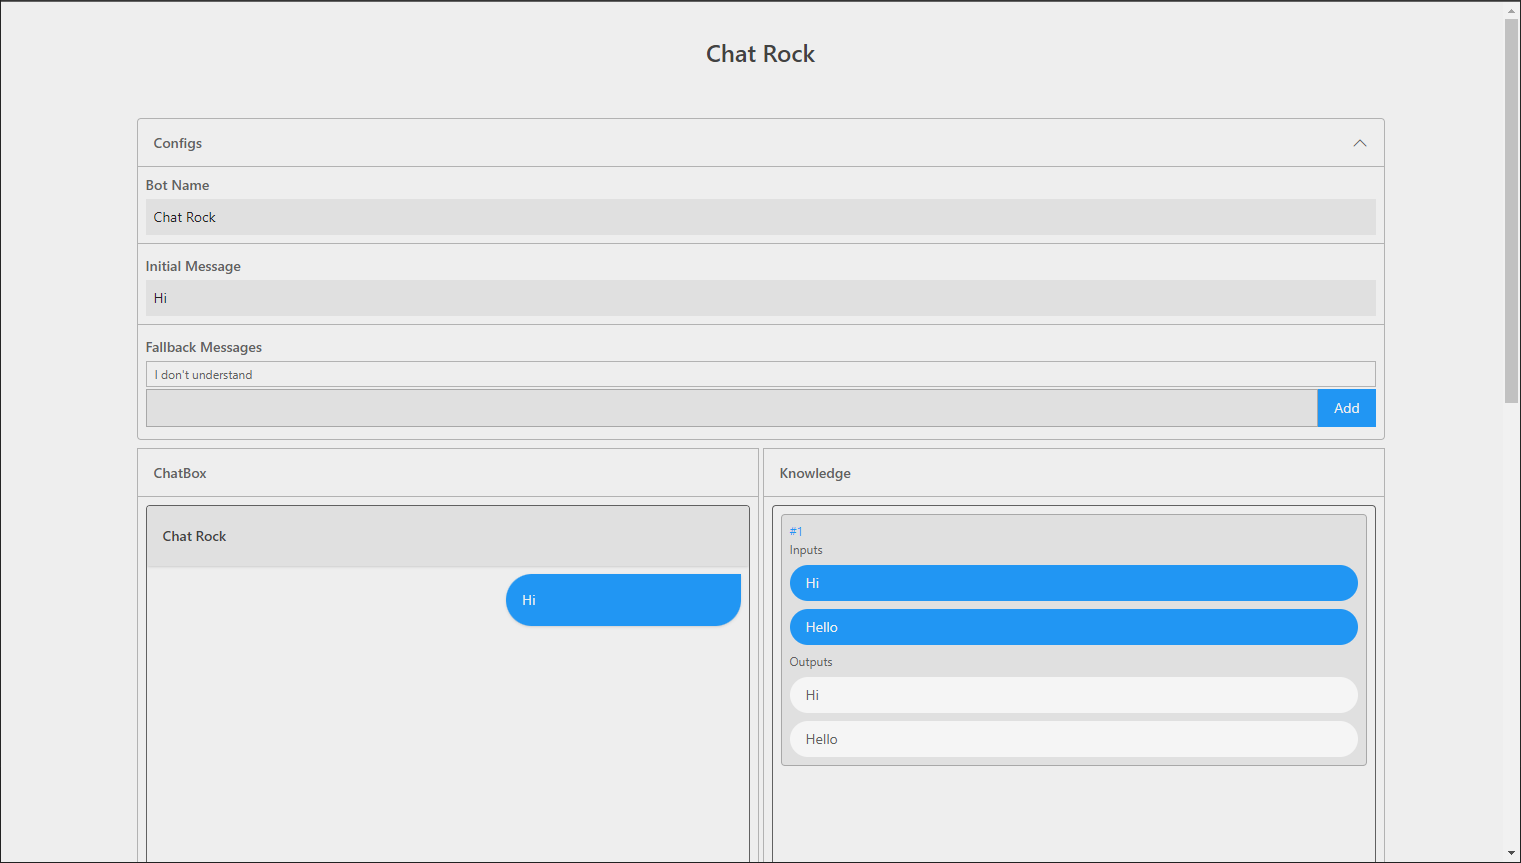 Chat Rock
Configs
Bot Name
Chat Rock
Initial Message
Hi
Fallback Messages
I don't understand
Add
ChatBox
Chat Rock
Hi
Knowledge
#1
Inputs
Hi
Hello
Outputs
Hi
Hello